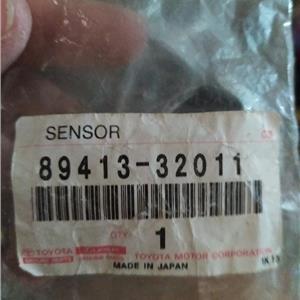 SENSOR
89413-32011
QTY.
1
TOYOTA
TOYOTA MOTOR CORPORATION
MADE IN JAPAN